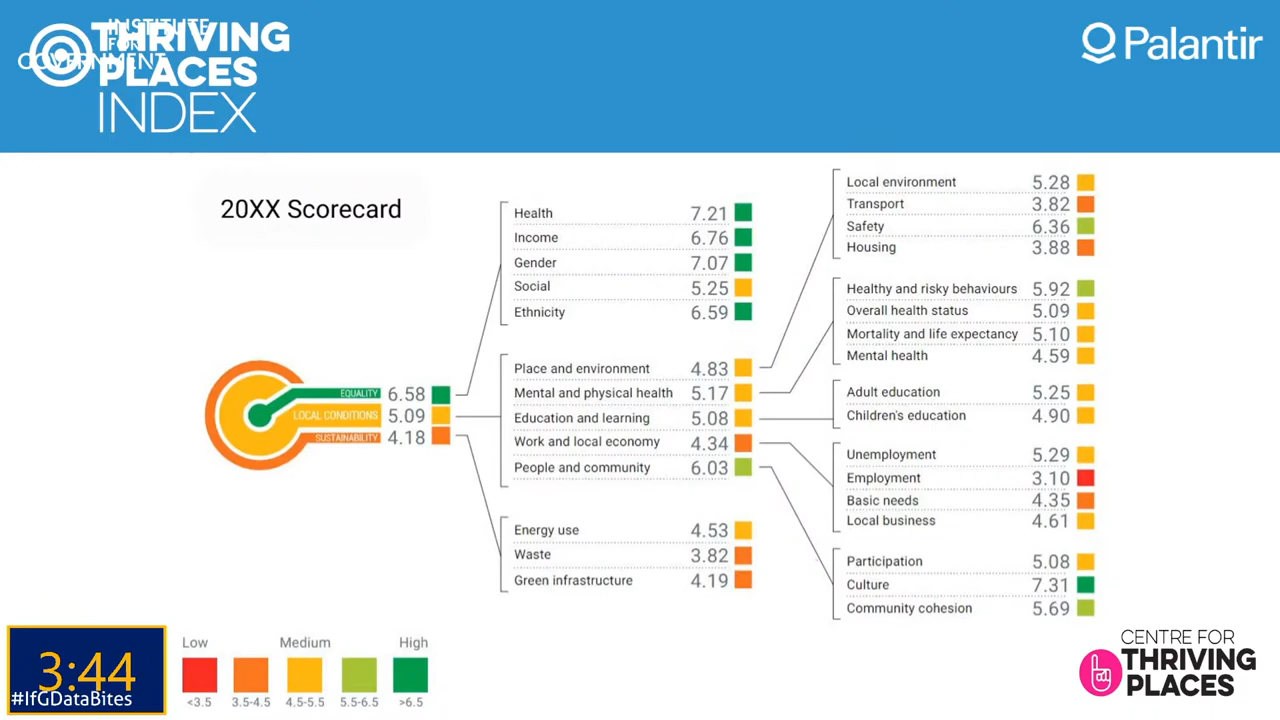 INSTITUTE
FOR
GOVERNMENT
THRIVING
PLACES
INDEX
Palantir
20XX Scorecard
EQUALITY 6.58
LOCAL CONDITIONS 5.09
SUSTAINABILITY 4.18
Health 7.21
Income 6.76
Gender 7.07
Social 5.25
Ethnicity 6.59
Place and environment 4.83
Mental and physical health 5.17
Education and learning 5.08
Work and local economy 4.34
People and community 6.03
Energy use 4.53
Waste 3.82
Green infrastructure 4.19
Local environment 5.28
Transport 3.82
Safety 6.36
Housing 3.88
Healthy and risky behaviours 5.92
Overall health status 5.09
Mortality and life expectancy 5.10
Mental health 4.59
Adult education 5.25
Children's education 4.90
Unemployment 5.29
Employment 3.10
Basic needs 4.35
Local business 4.61
Participation 5.08
Culture 7.31
Community cohesion 5.69
3:44
#IfGDataBites
Low Medium High
<3.5 3.5-4.5 4.5-5.5 5.5-6.5 >6.5
CENTRE FOR
THRIVING
PLACES